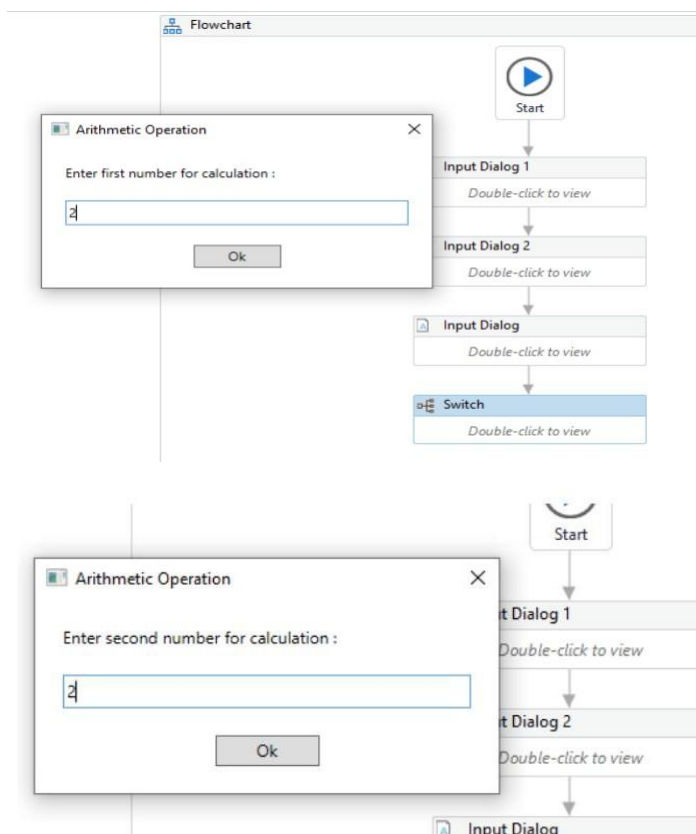 Flowchart
Start
Arithmetic Operation
Enter first number for calculation :
2
Ok
Input Dialog 1
Double-click to view
Input Dialog 2
Double-click to view
Input Dialog
Double-click to view
Switch
Double-click to view
Start
Arithmetic Operation
Enter second number for calculation :
2
Ok
t Dialog 1
Double-click to view
t Dialog 2
Double-click to view
Input Dialog